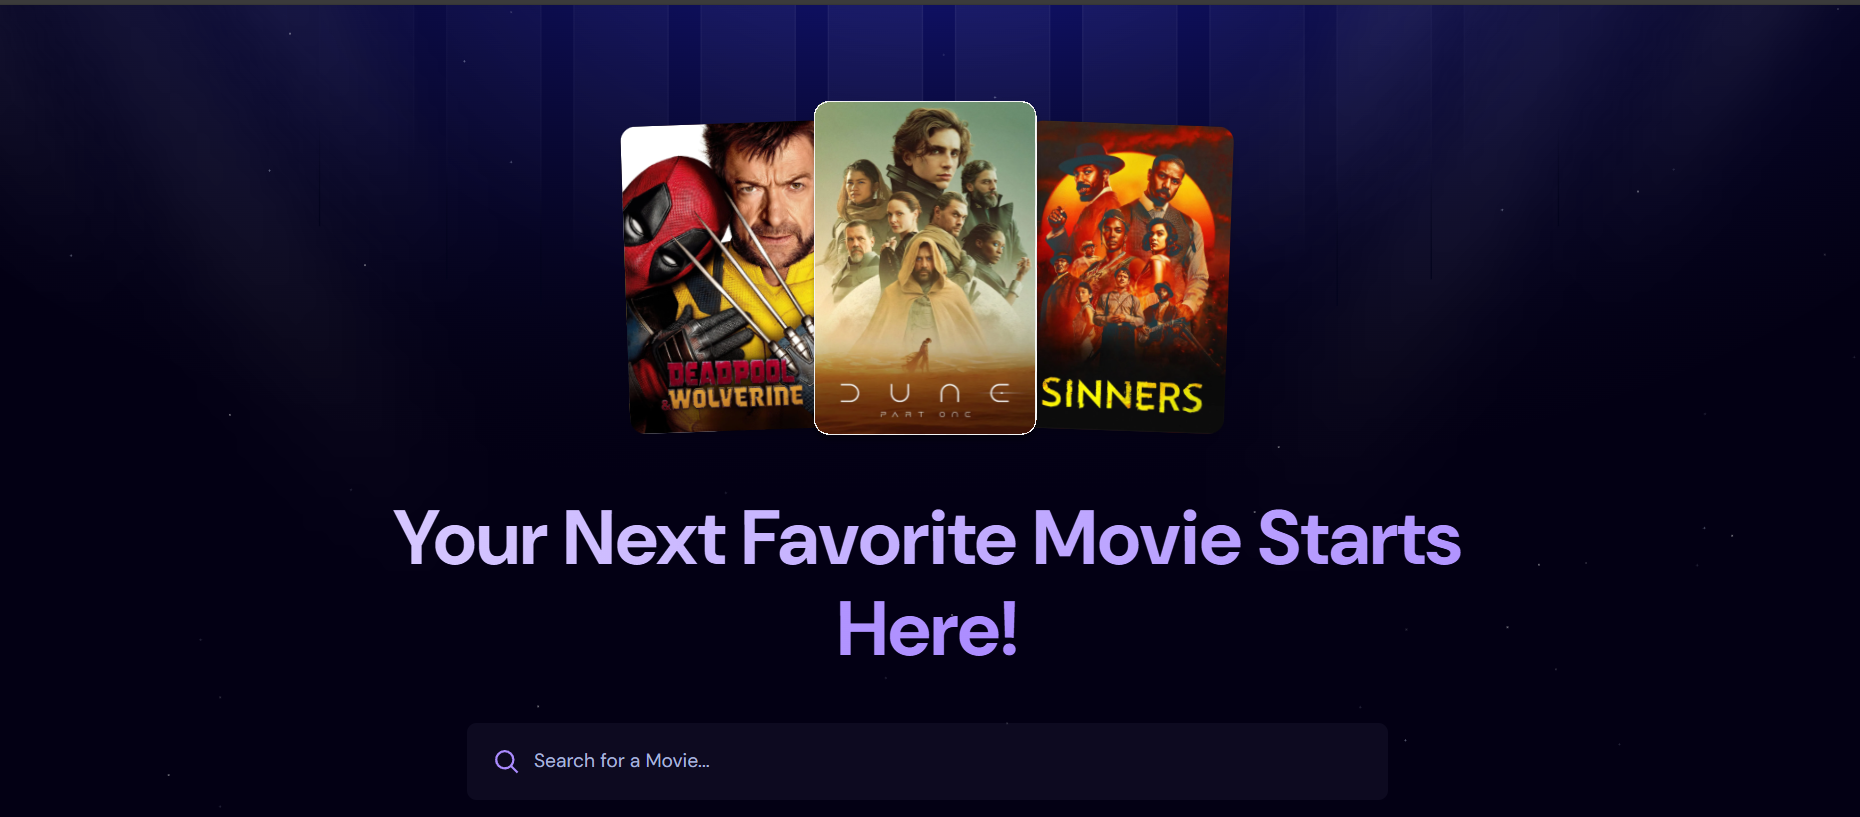 DEADPOOL
& WOLVERINE
DUNE
PART ONE
SINNERS
Your Next Favorite Movie Starts
Here!
Search for a Movie...